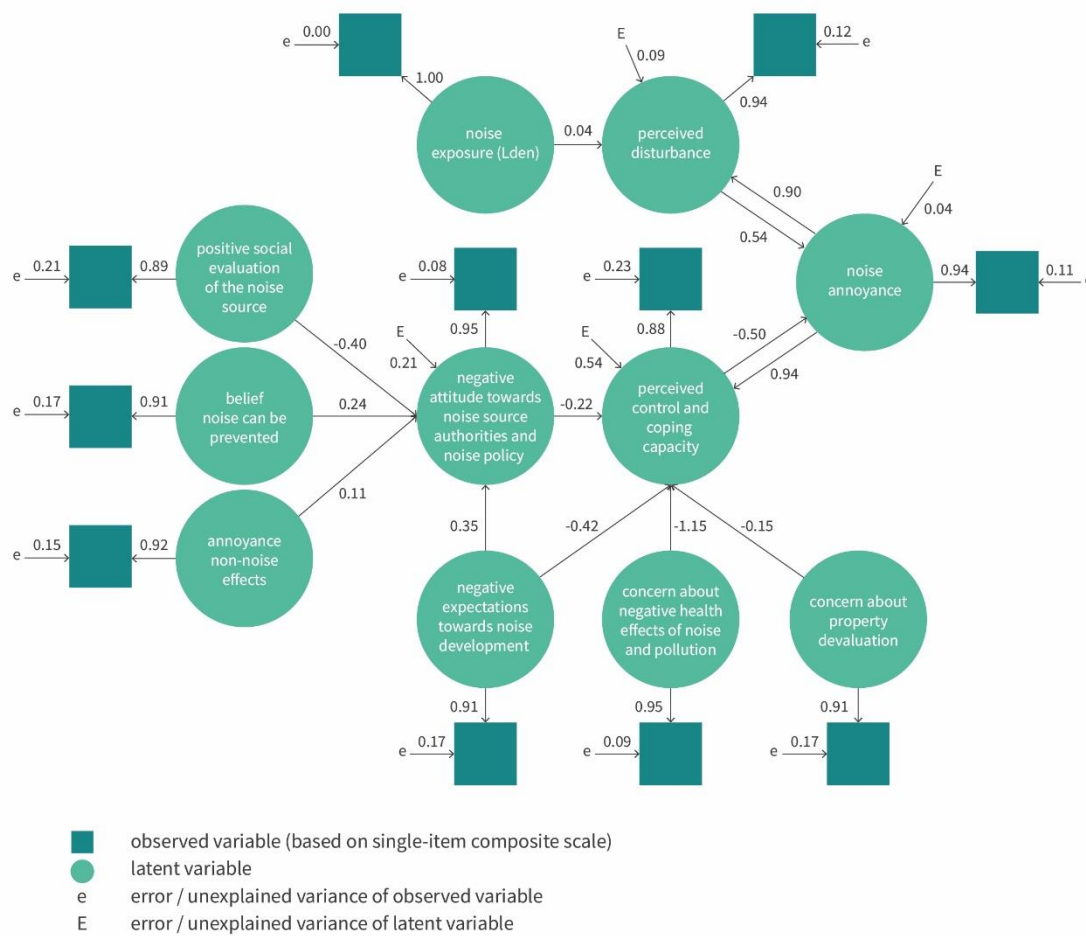 0.00
e
1.00
E
0.09
0.12
e
0.94
noise
exposure (Lden)
0.04
perceived
disturbance
0.90
0.54
E
0.04
noise
annoyance
0.94
0.11
e
0.21
0.89
positive social
evaluation
of the noise
source
-0.40
e
0.08
0.95
e
0.23
0.88
E
0.21
negative
attitude towards
noise source
authorities and
noise policy
-0.22
E
0.54
perceived
control and
coping
capacity
-0.50
0.94
e
0.17
0.91
belief
noise can be
prevented
0.24
e
0.15
0.92
annoyance
non-noise
effects
0.11
0.35
-0.42
-1.15
-0.15
negative
expectations
towards noise
development
concern about
negative health
effects of noise
and pollution
concern about
property
devaluation
0.91
0.95
0.91
e
0.17
e
0.09
e
0.17
observed variable (based on single-item composite scale)
latent variable
e error / unexplained variance of observed variable
E error / unexplained variance of latent variable